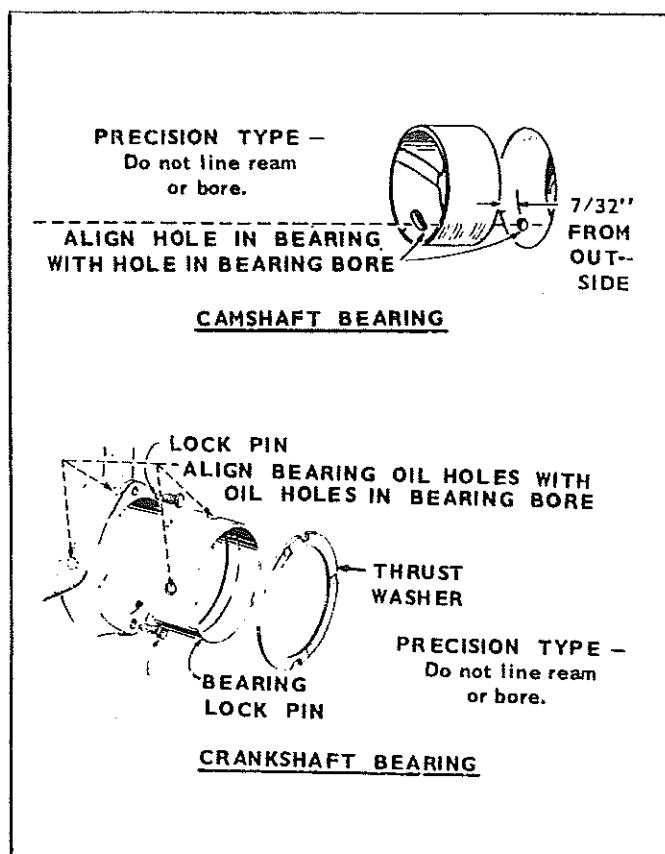 PRECISION TYPE –
Do not line ream
or bore.
7/32"
FROM
OUT--
SIDE
ALIGN HOLE IN BEARING
WITH HOLE IN BEARING BORE
CAMSHAFT BEARING
LOCK PIN
ALIGN BEARING OIL HOLES WITH
OIL HOLES IN BEARING BORE
THRUST
WASHER
PRECISION TYPE –
Do not line ream
or bore.
BEARING
LOCK PIN
CRANKSHAFT BEARING